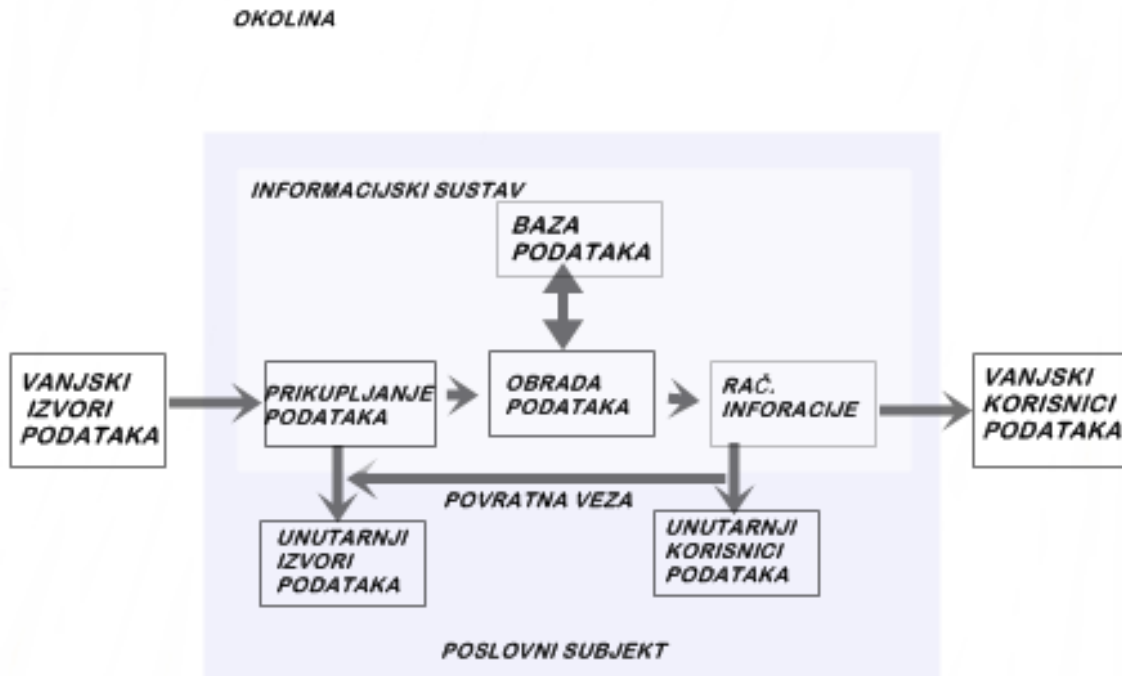 OKOLINA
INFORMACIJSKI SUSTAV
BAZA
PODATAKA
VANJSKI
IZVORI
PODATAKA
PRIKUPLJANJE
PODATAKA
OBRADA
PODATAKA
RAČ.
INFORACIJE
VANJSKI
KORISNICI
PODATAKA
POVRATNA VEZA
UNUTARNJI
IZVORI
PODATAKA
UNUTARNJI
KORISNICI
PODATAKA
POSLOVNI SUBJEKT